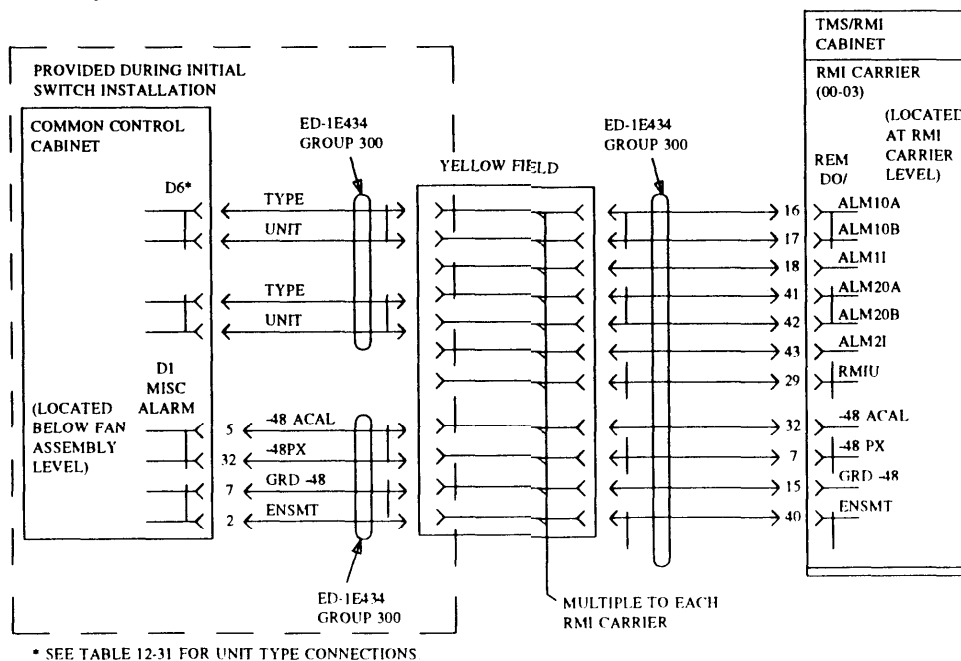 TMS/RMI
CABINET
PROVIDED DURING INITIAL
SWITCH INSTALLATION
RMI CARRIER
(00-03)
(LOCATED
AT RMI
CARRIER
LEVEL)
COMMON CONTROL
CABINET
ED-1E434
GROUP 300
YELLOW FIELD
ED-1E434
GROUP 300
REM
DO/
D6*
TYPE
UNIT
TYPE
UNIT
16 ALM10A
17 ALM10B
18 ALM1I
41 ALM20A
42 ALM20B
43 ALM2I
29 RMIU
D1
MISC
ALARM
(LOCATED
BELOW FAN
ASSEMBLY
LEVEL)
5 -48 ACAL
32 -48PX
7 GRD -48
2 ENSMT
32 -48 ACAL
7 -48 PX
15 GRD -48
40 ENSMT
ED-1E434
GROUP 300
MULTIPLE TO EACH
RMI CARRIER
* SEE TABLE 12-31 FOR UNIT TYPE CONNECTIONS